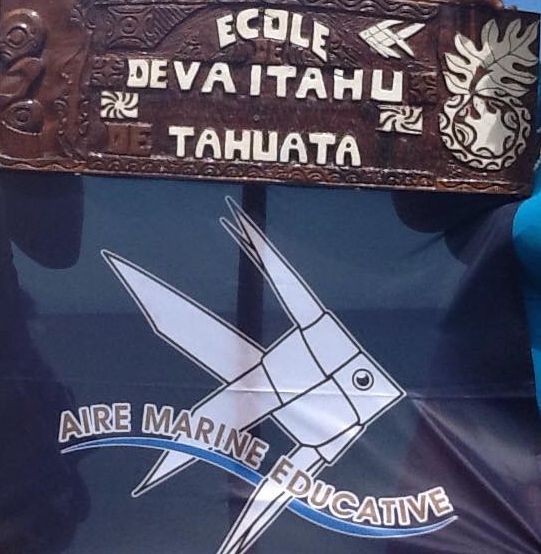 ECOLE
DE VAITAHU
DE TAHUATA
AIRE MARINE EDUCATIVE